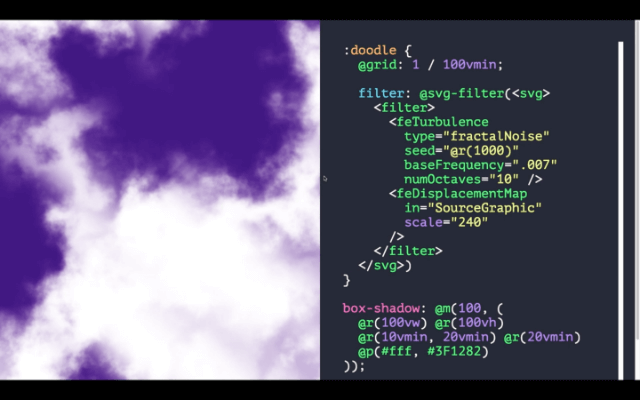 :doodle {
@grid: 1 / 100vmin;
filter: @svg-filter(<svg>
<filter>
<feTurbulence
type="fractalNoise"
seed="@r(1000)"
baseFrequency=".007"
numOctaves="10" />
<feDisplacementMap
in="SourceGraphic"
scale="240"
/>
</filter>
</svg>)
}
box-shadow: @m(100, (
@r(100vw) @r(100vh)
@r(10vmin, 20vmin) @r(20vmin)
@p(#fff, #3F1282)
));